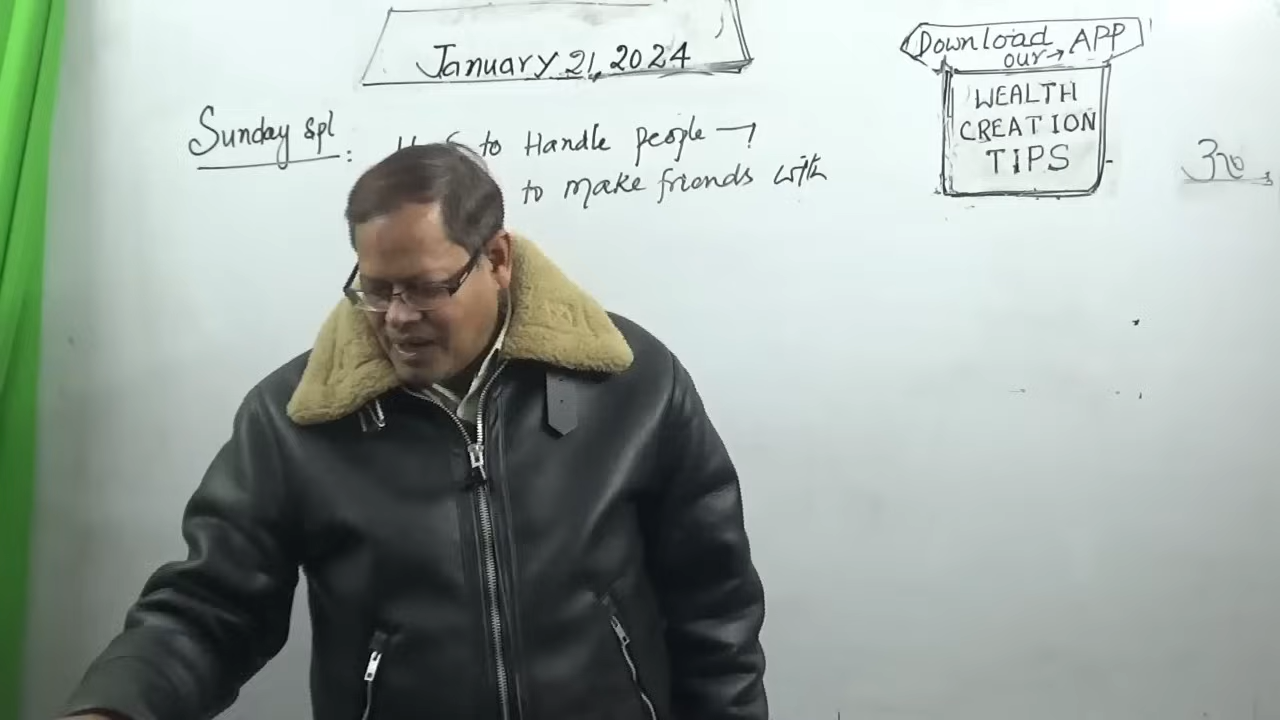 January 21, 2024
Download
our → APP
WEALTH
CREATION
TIPS
Sunday spl :
to Handle people →
to make friends with